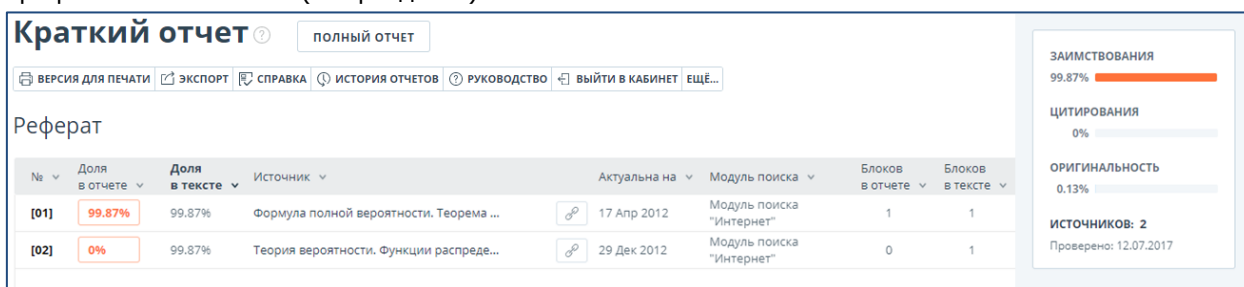 Краткий отчет ? ПОЛНЫЙ ОТЧЕТ
ВЕРСИЯ ДЛЯ ПЕЧАТИ ЭКСПОРТ СПРАВКА ИСТОРИЯ ОТЧЕТОВ ? РУКОВОДСТВО ВЫЙТИ В КАБИНЕТ ЕЩЁ...
Реферат
№ Доля в отчете Доля в тексте Источник Актуальна на Модуль поиска Блоков в отчете Блоков в тексте
[01] 99.87% 99.87% Формула полной вероятности. Теорема ... 17 Апр 2012 Модуль поиска "Интернет" 1 1
[02] 0% 99.87% Теория вероятности. Функции распреде... 29 Дек 2012 Модуль поиска "Интернет" 0 1
ЗАИМСТВОВАНИЯ
99.87%
ЦИТИРОВАНИЯ
0%
ОРИГИНАЛЬНОСТЬ
0.13%
ИСТОЧНИКОВ: 2
Проверено: 12.07.2017